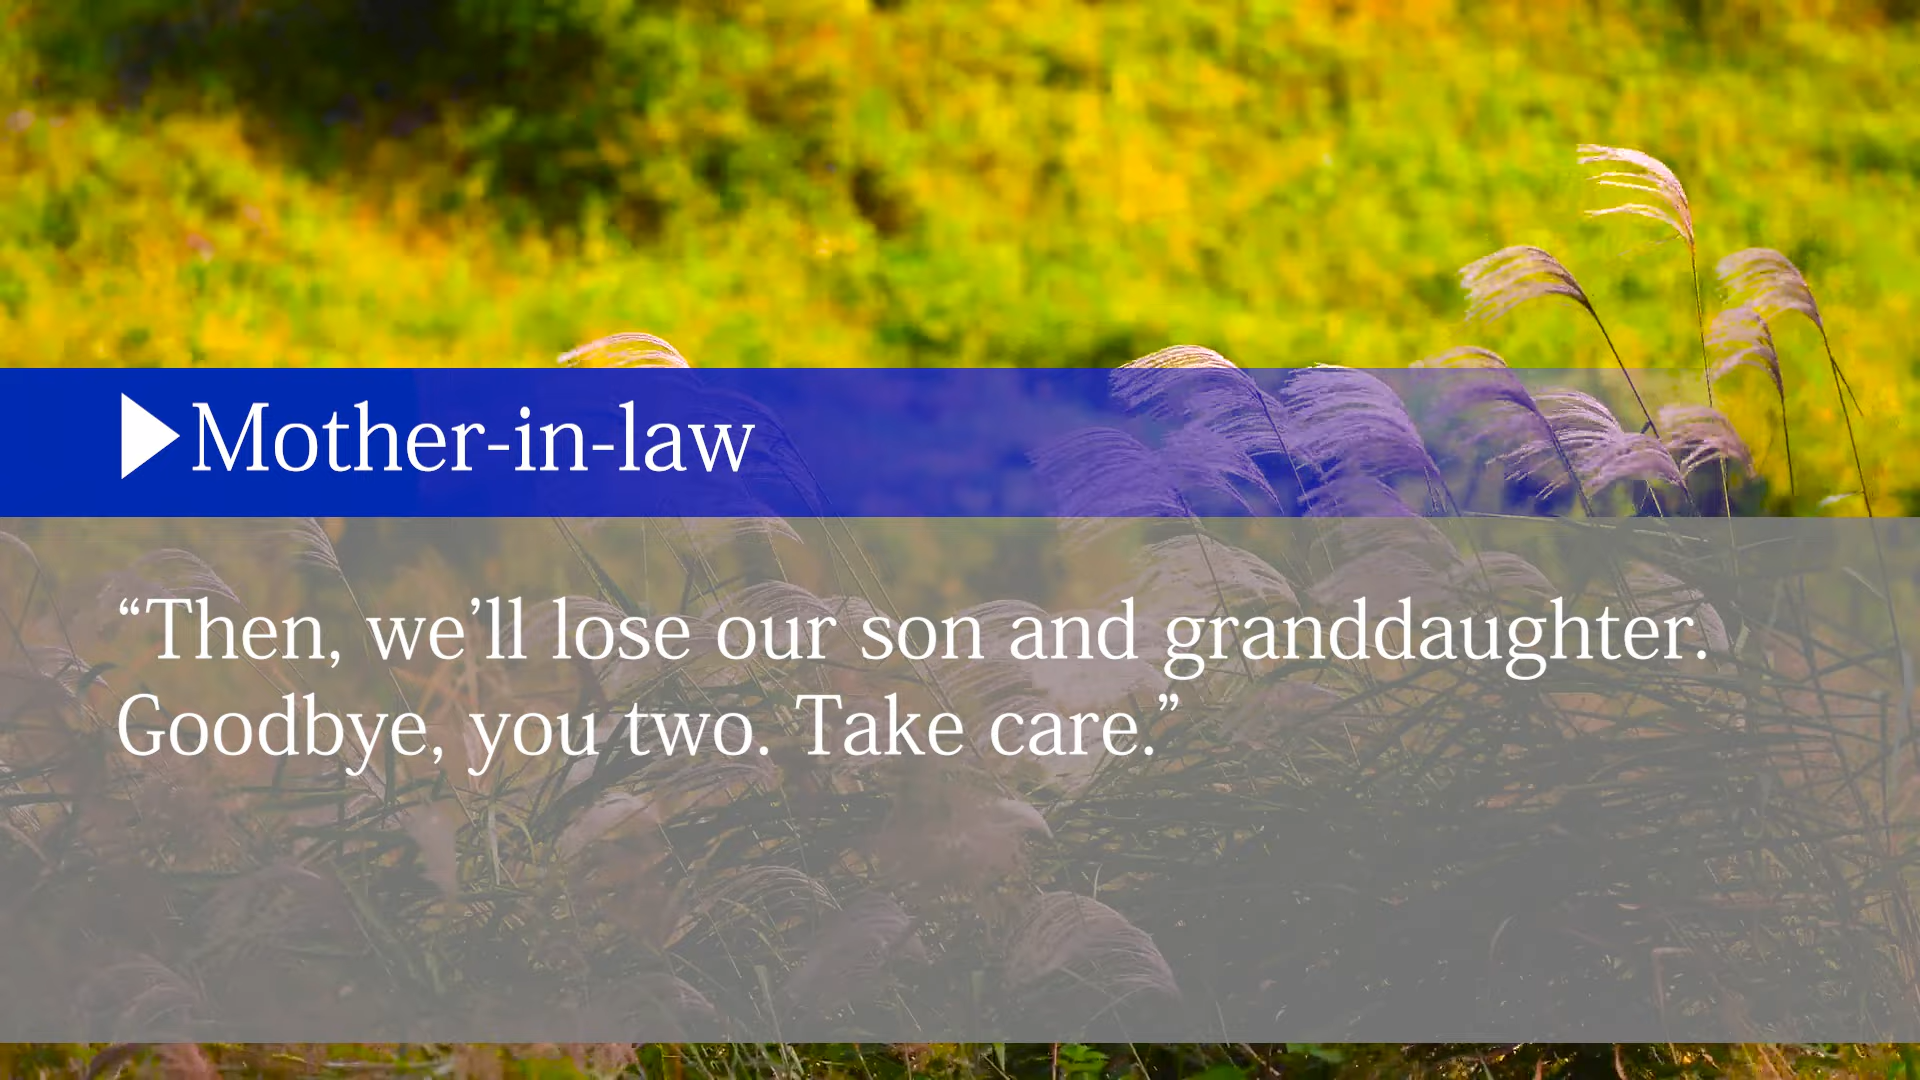 ▶Mother-in-law
“Then, we’ll lose our son and granddaughter.
Goodbye, you two. Take care.”